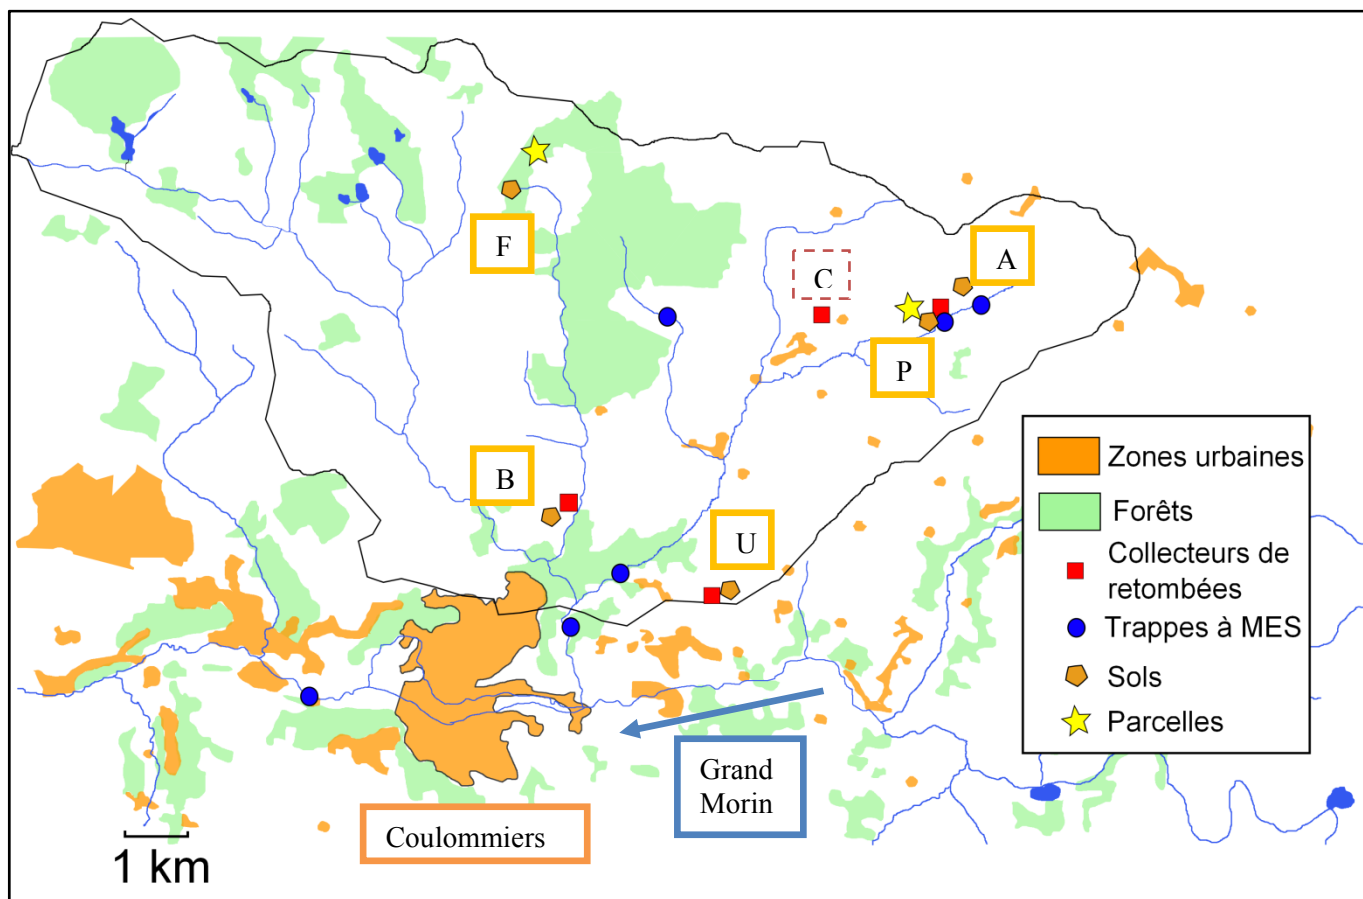 F
C
A
P
B
U
Zones urbaines
Forêts
Collecteurs de
retombées
Trappes à MES
Sols
Parcelles
Grand
Morin
Coulommiers
1 km